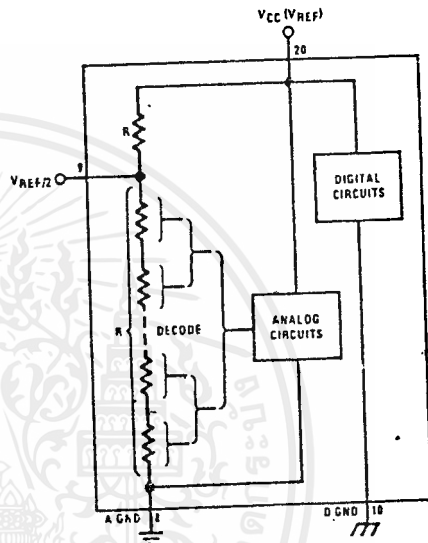 VCC (VREF)
20
R
9
VREF/2
DIGITAL
CIRCUITS
R
DECODE
ANALOG
CIRCUITS
A GND 8
D GND 10